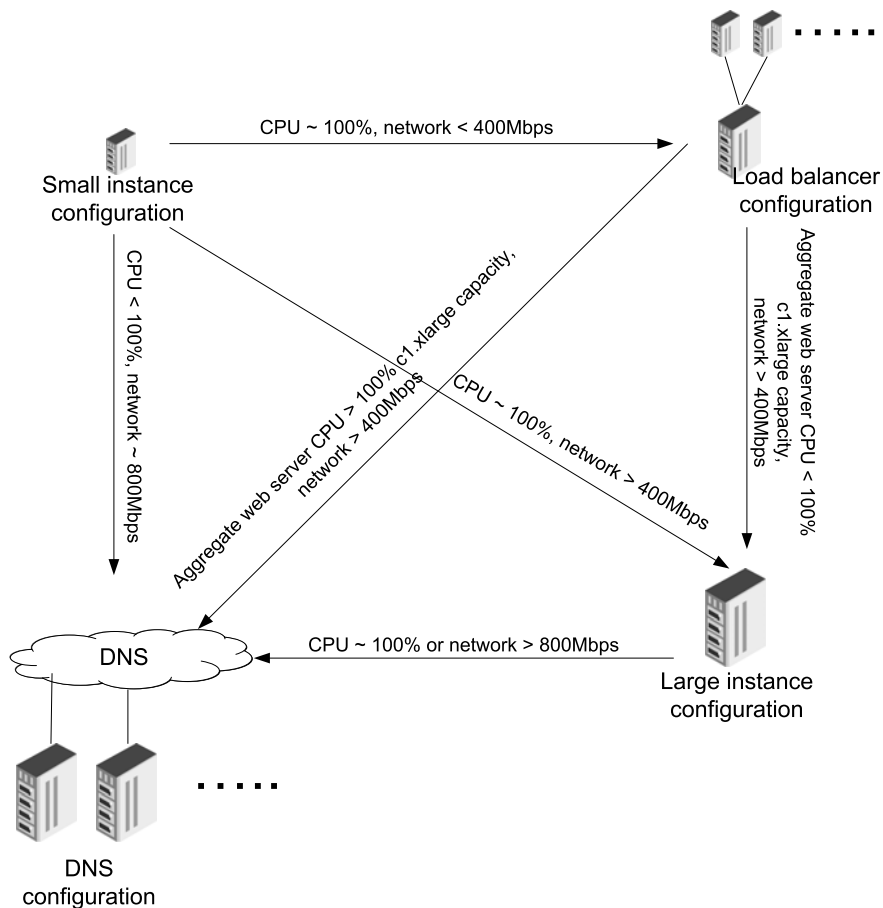 CPU ~ 100%, network < 400Mbps
Small instance
configuration
Load balancer
configuration
CPU < 100%, network ~ 800Mbps
Aggregate web server CPU > 100% c1.xlarge capacity,
network > 400Mbps
CPU ~ 100%, network > 400Mbps
Aggregate web server CPU < 100%
c1.xlarge capacity,
network > 400Mbps
DNS
CPU ~ 100% or network > 800Mbps
Large instance
configuration
DNS
configuration